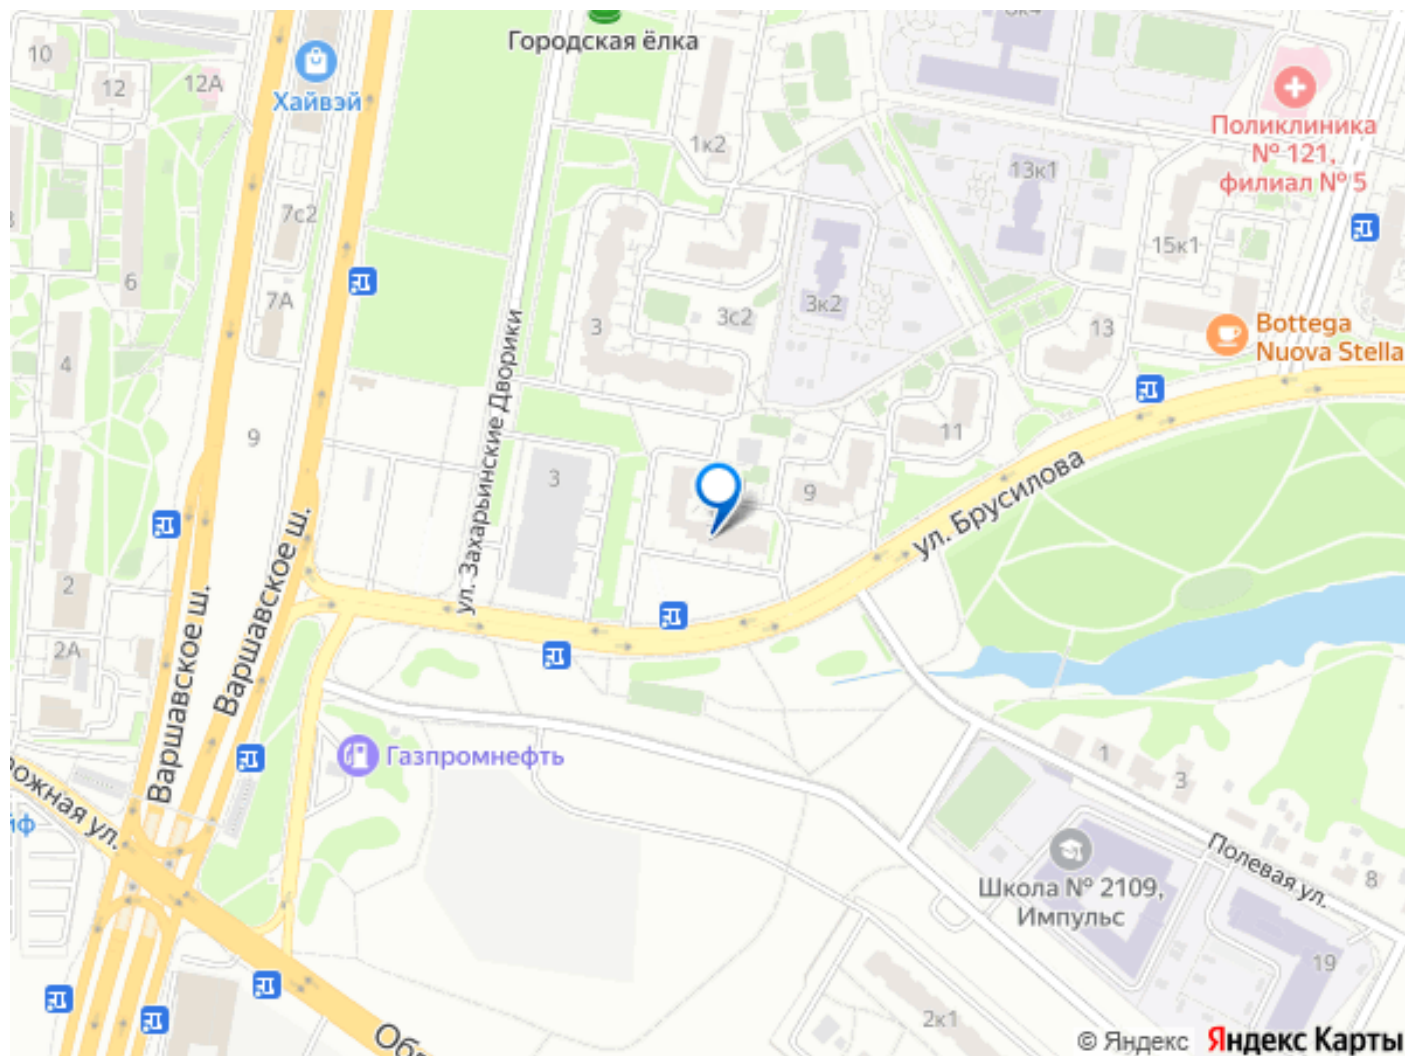 Городская ёлка
10
12
12А
Хайвэй
1к2
Поликлиника
№ 121,
филиал № 5
13к1
7с2
15к1
6
7А
3к2
3с2
3
13
Bottega
Nuova Stella
4
ул. Захарьинские Дворики
9
11
3
9
ул. Брусилова
Варшавское ш.
Варшавское ш.
2
2А
Газпромнефть
1
3
Полевая ул.
8
Школа № 2109,
Импульс
19
2к1
© Яндекс
Яндекс Карты